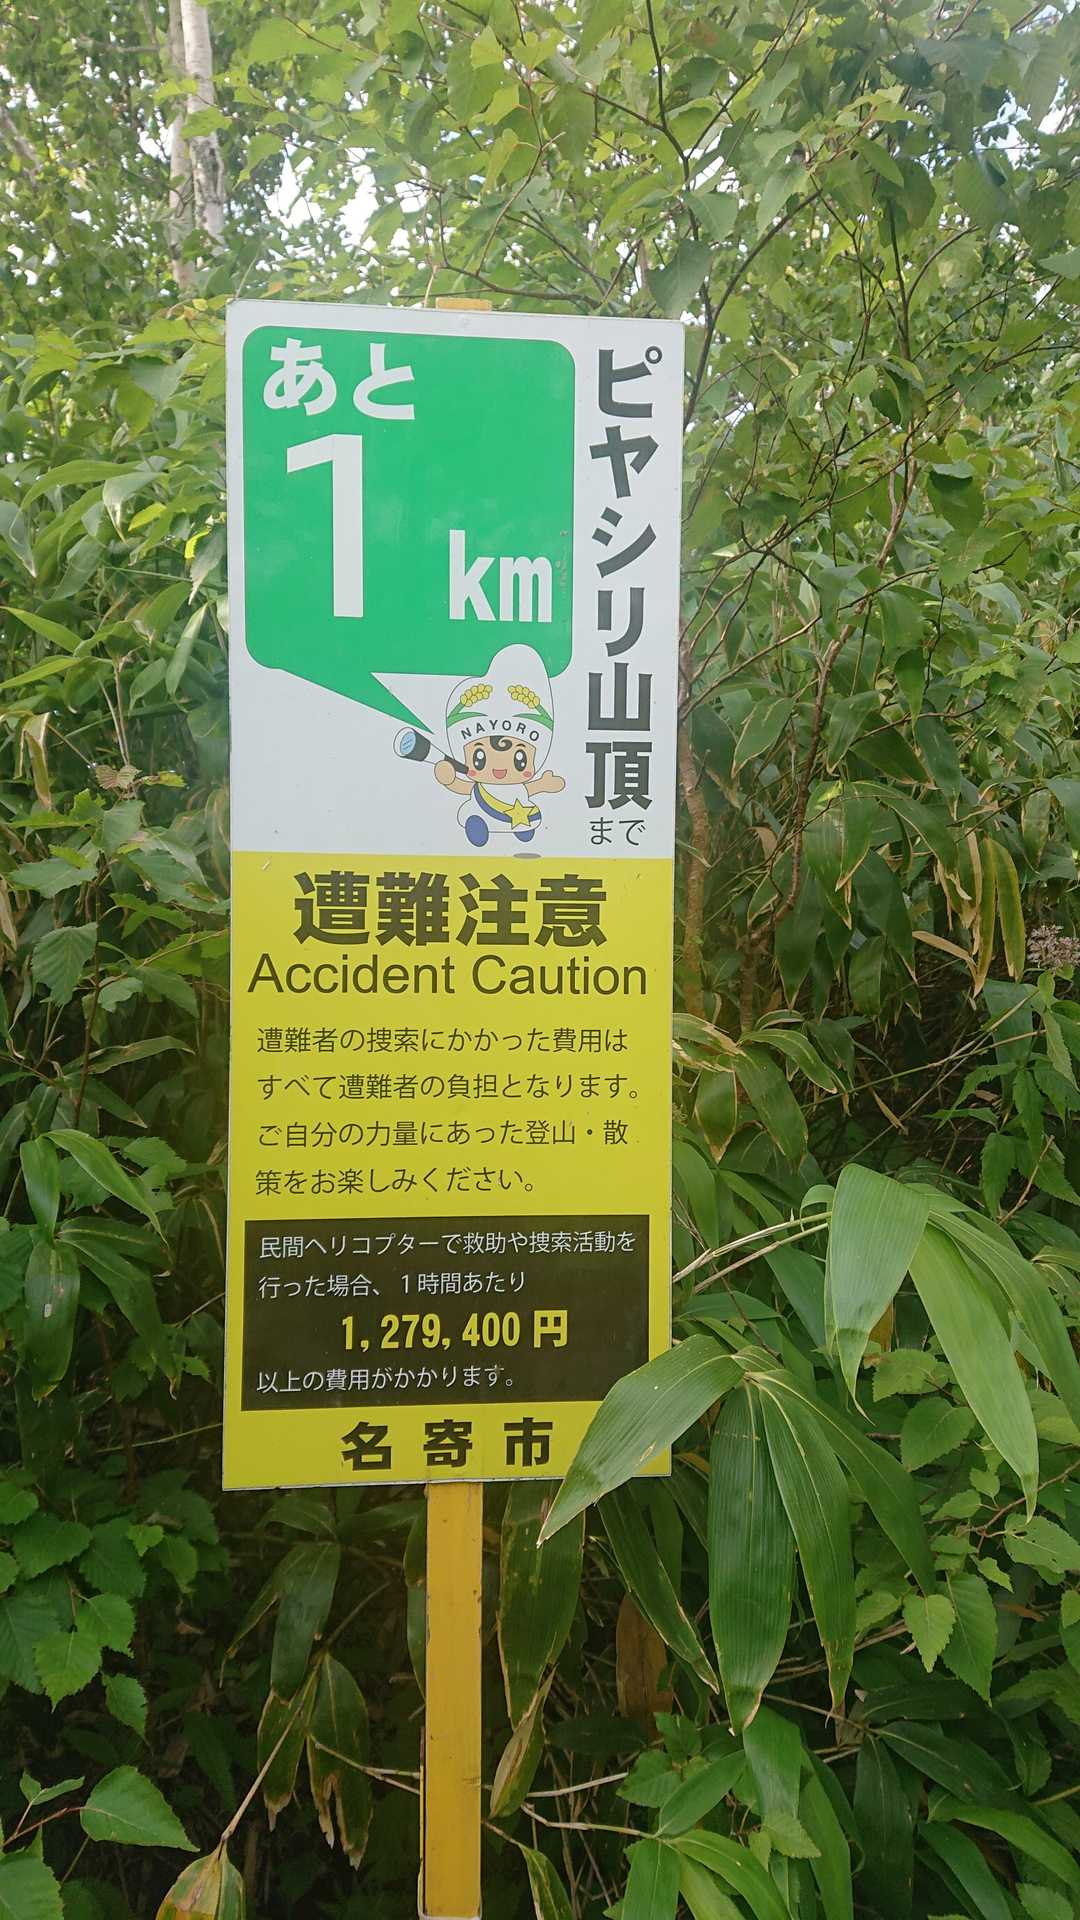 あと
1 km
ピヤシリ山頂
まで
NAYORO
遭難注意
Accident Caution
遭難者の捜索にかかった費用は
すべて遭難者の負担となります。
ご自分の力量にあった登山・散
策をお楽しみください。
民間ヘリコプターで救助や捜索活動を
行った場合、1時間あたり
1,279,400円
以上の費用がかかります。
名寄市